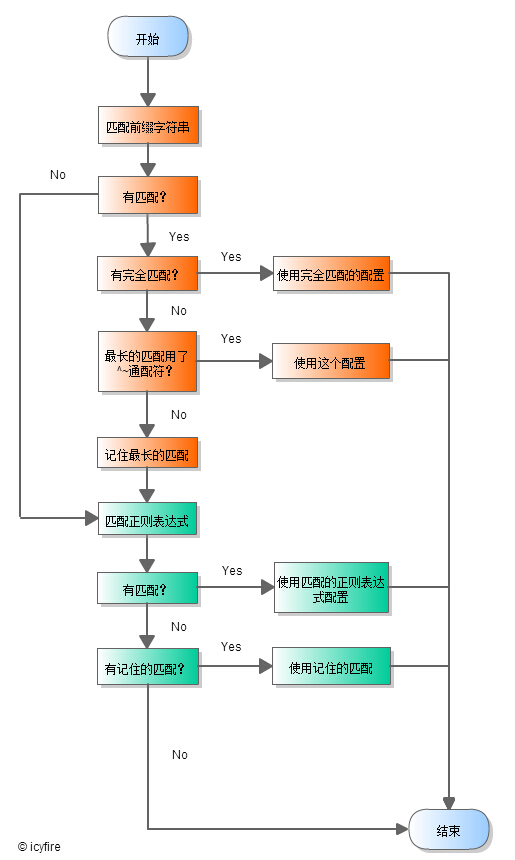 开始
匹配前缀字符串
No
有匹配？
Yes
有完全匹配？
Yes
使用完全匹配的配置
No
最长的匹配用了
^~通配符？
Yes
使用这个配置
No
记住最长的匹配
匹配正则表达式
有匹配？
Yes
使用匹配的正则表达
式配置
No
有记住的匹配？
Yes
使用记住的匹配
No
结束
© icyfire